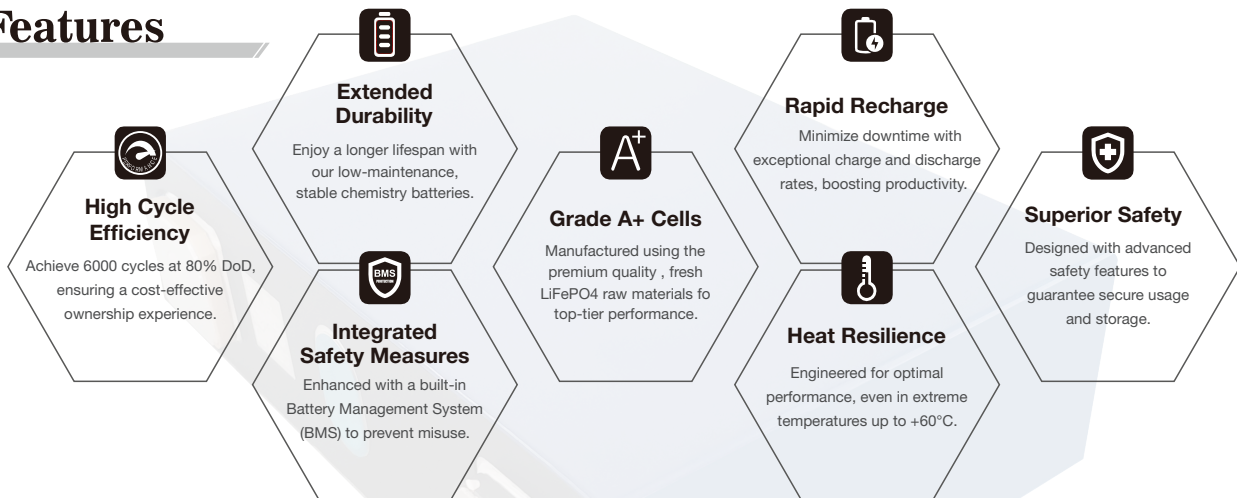 Features
High Cycle
Efficiency
Achieve 6000 cycles at 80% DoD,
ensuring a cost-effective
ownership experience.
Extended
Durability
Enjoy a longer lifespan with
our low-maintenance,
stable chemistry batteries.
BMS
PROTECTION
Integrated
Safety Measures
Enhanced with a built-in
Battery Management System
(BMS) to prevent misuse.
A+
Grade A+ Cells
Manufactured using the
premium quality , fresh
LiFePO4 raw materials fo
top-tier performance.
Rapid Recharge
Minimize downtime with
exceptional charge and discharge
rates, boosting productivity.
Heat Resilience
Engineered for optimal
performance, even in extreme
temperatures up to +60°C.
Superior Safety
Designed with advanced
safety features to
guarantee secure usage
and storage.